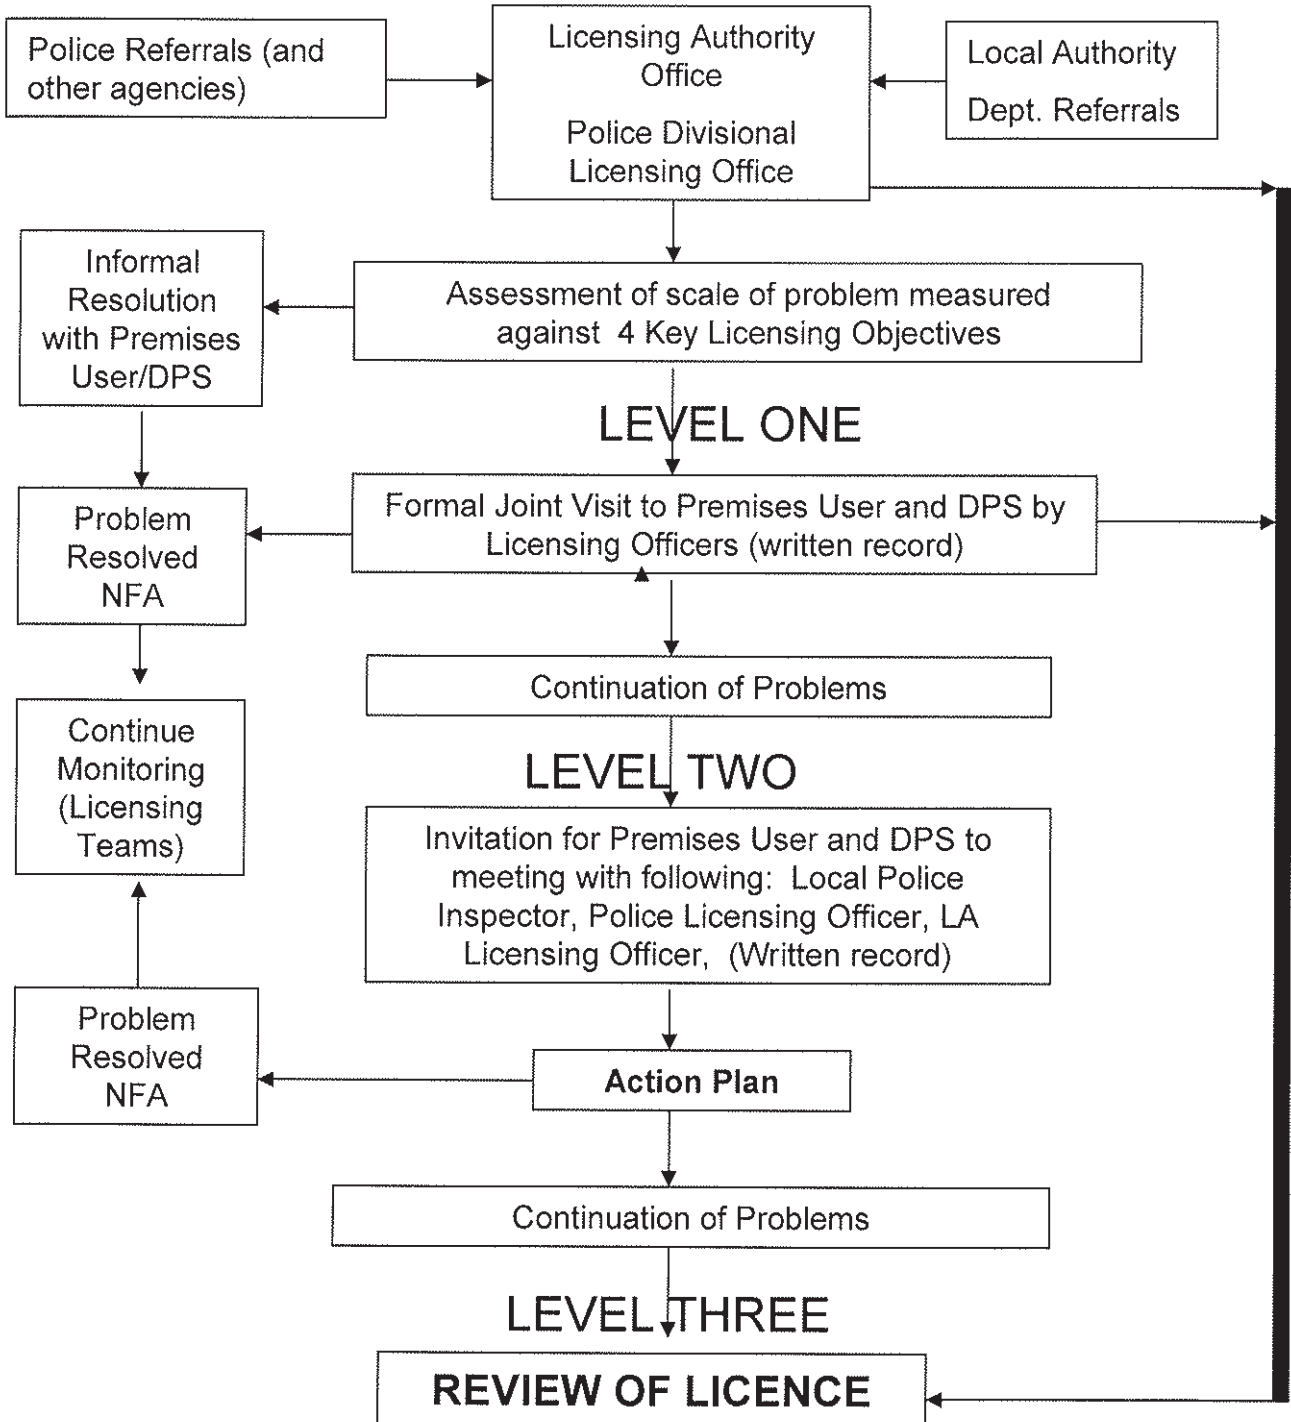 Police Referrals (and
other agencies)
Licensing Authority
Office
Police Divisional
Licensing Office
Local Authority
Dept. Referrals
Informal
Resolution
with Premises
User/DPS
Assessment of scale of problem measured
against 4 Key Licensing Objectives
LEVEL ONE
Problem
Resolved
NFA
Formal Joint Visit to Premises User and DPS by
Licensing Officers (written record)
Continuation of Problems
Continue
Monitoring
(Licensing
Teams)
LEVEL TWO
Invitation for Premises User and DPS to
meeting with following: Local Police
Inspector, Police Licensing Officer, LA
Licensing Officer, (Written record)
Problem
Resolved
NFA
Action Plan
Continuation of Problems
LEVEL THREE
REVIEW OF LICENCE